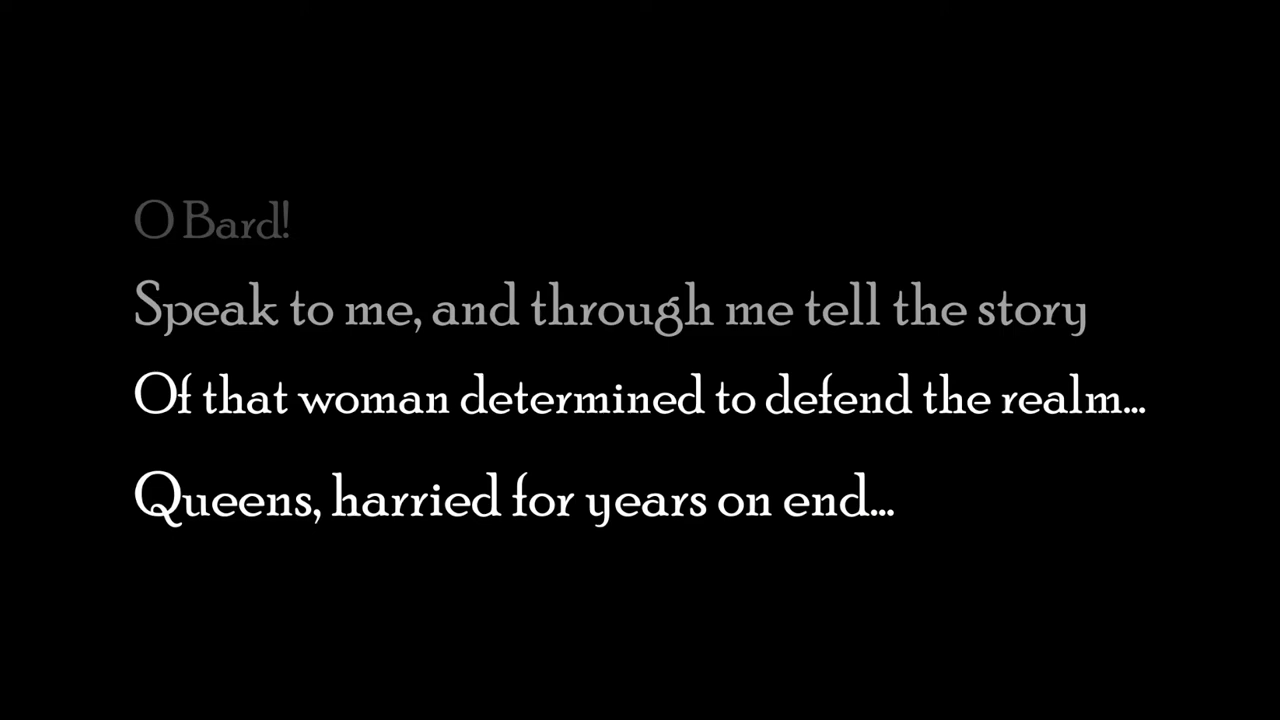 O Bard!
Speak to me, and through me tell the story
Of that woman determined to defend the realm...
Queens, harried for years on end...